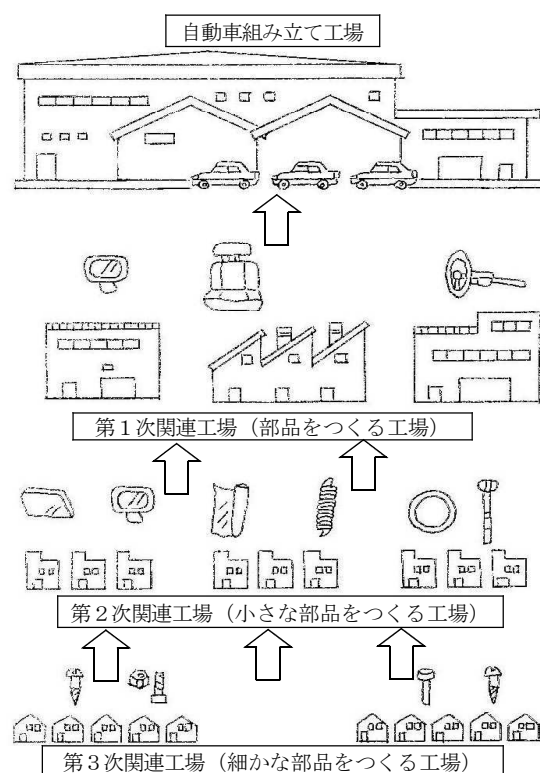 自動車組み立て工場
第1次関連工場（部品をつくる工場）
第2次関連工場（小さな部品をつくる工場）
第3次関連工場（細かな部品をつくる工場）